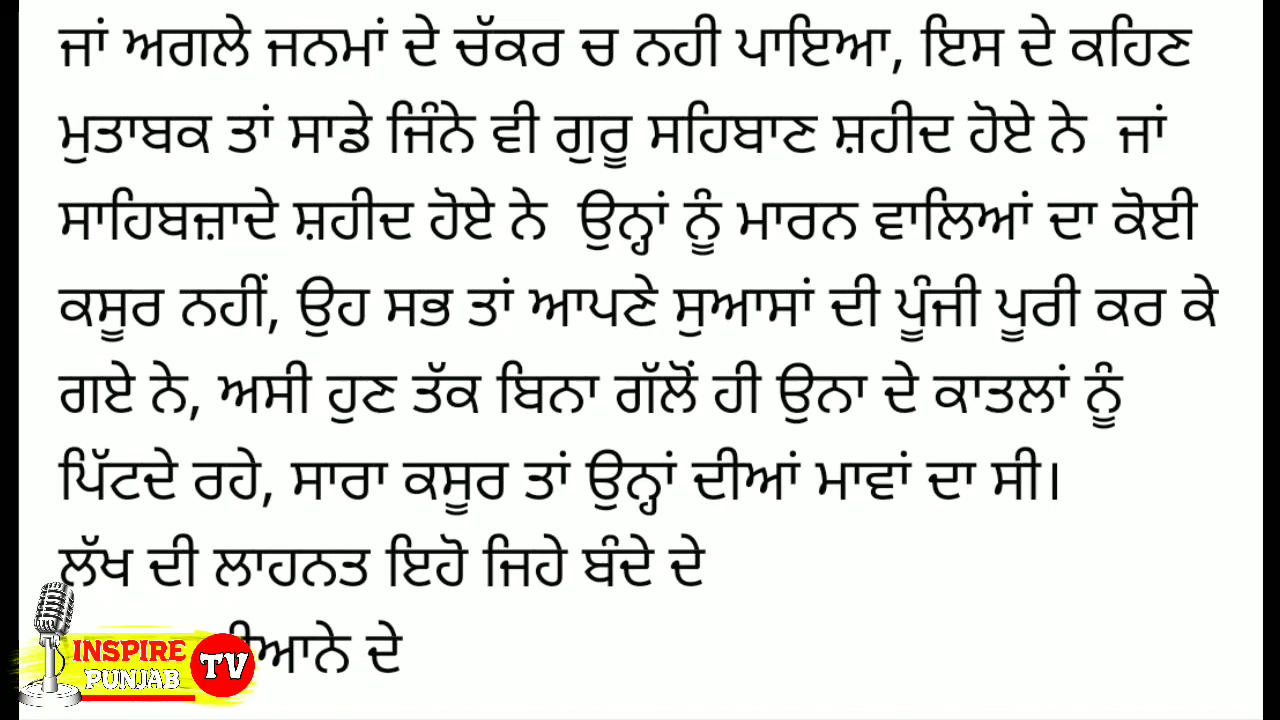 ਜਾਂ ਅਗਲੇ ਜਨਮਾਂ ਦੇ ਚੱਕਰ ਚ ਨਹੀ ਪਾਇਆ, ਇਸ ਦੇ ਕਹਿਣ
ਮੁਤਾਬਕ ਤਾਂ ਸਾਡੇ ਜਿੰਨੇ ਵੀ ਗੁਰੂ ਸਹਿਬਾਣ ਸ਼ਹੀਦ ਹੋਏ ਨੇ ਜਾਂ
ਸਾਹਿਬਜ਼ਾਦੇ ਸ਼ਹੀਦ ਹੋਏ ਨੇ ਉਨ੍ਹਾਂ ਨੂੰ ਮਾਰਨ ਵਾਲਿਆਂ ਦਾ ਕੋਈ
ਕਸੂਰ ਨਹੀਂ, ਉਹ ਸਭ ਤਾਂ ਆਪਣੇ ਸੁਆਸਾਂ ਦੀ ਪੂੰਜੀ ਪੂਰੀ ਕਰ ਕੇ
ਗਏ ਨੇ, ਅਸੀ ਹੁਣ ਤੱਕ ਬਿਨਾ ਗੱਲੋਂ ਹੀ ਉਨਾ ਦੇ ਕਾਤਲਾਂ ਨੂੰ
ਪਿੱਟਦੇ ਰਹੇ, ਸਾਰਾ ਕਸੂਰ ਤਾਂ ਉਨ੍ਹਾਂ ਦੀਆਂ ਮਾਵਾਂ ਦਾ ਸੀ।
ਲੱਖ ਦੀ ਲਾਹਨਤ ਇਹੋ ਜਿਹੇ ਬੰਦੇ ਦੇ
ਦੇ
INSPIRE
PUNJAB TV